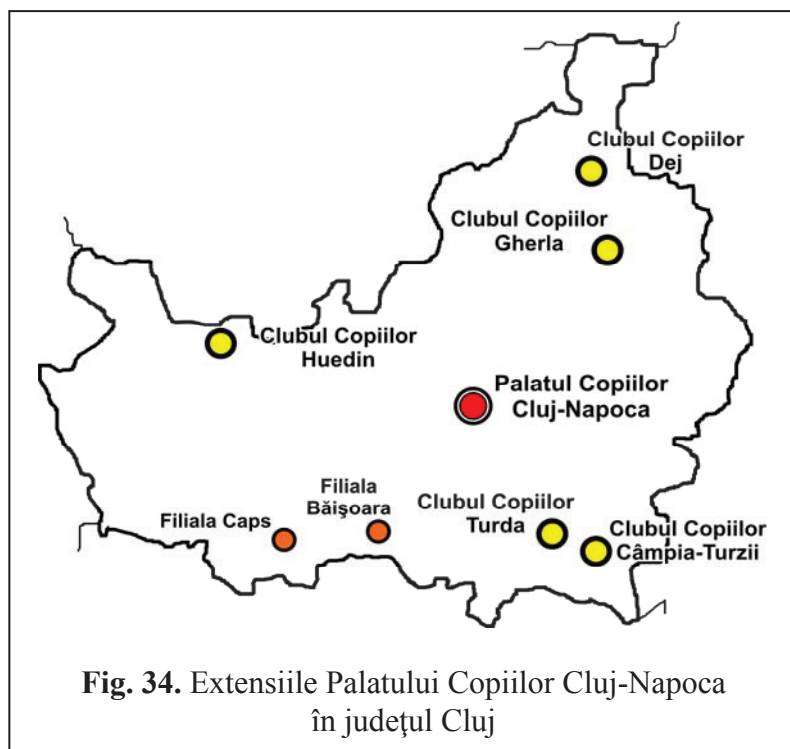 Clubul Copiilor
Dej
Clubul Copiilor
Gherla
Clubul Copiilor
Huedin
Palatul Copiilor
Cluj-Napoca
Filiala
Băişoara
Filiala Caps
Clubul Copiilor
Turda
Clubul Copiilor
Câmpia-Turzii
Fig. 34. Extensiile Palatului Copiilor Cluj-Napoca
în judeţul Cluj